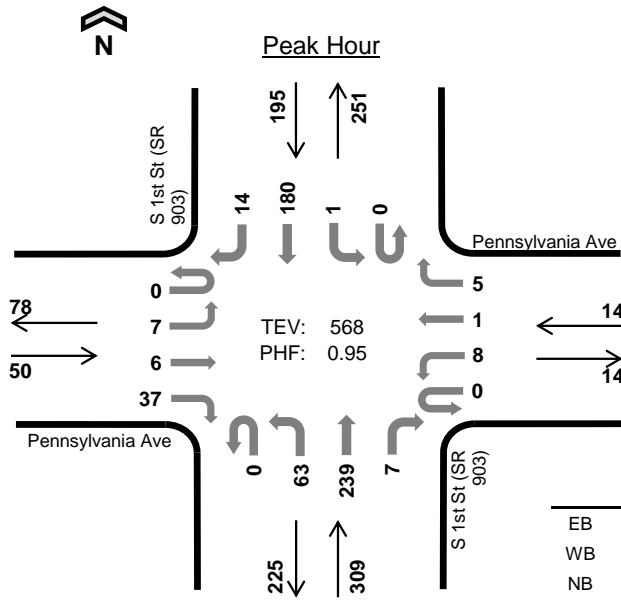 N
Peak Hour
195
251
S 1st St (SR
903)
14
180
1
0
Pennsylvania Ave
0
5
78
7
TEV: 568
1
14
50
6
PHF: 0.95
8
14
37
0
Pennsylvania Ave
0
63
239
7
S 1st St (SR
903)
225
309
EB
WB
NB